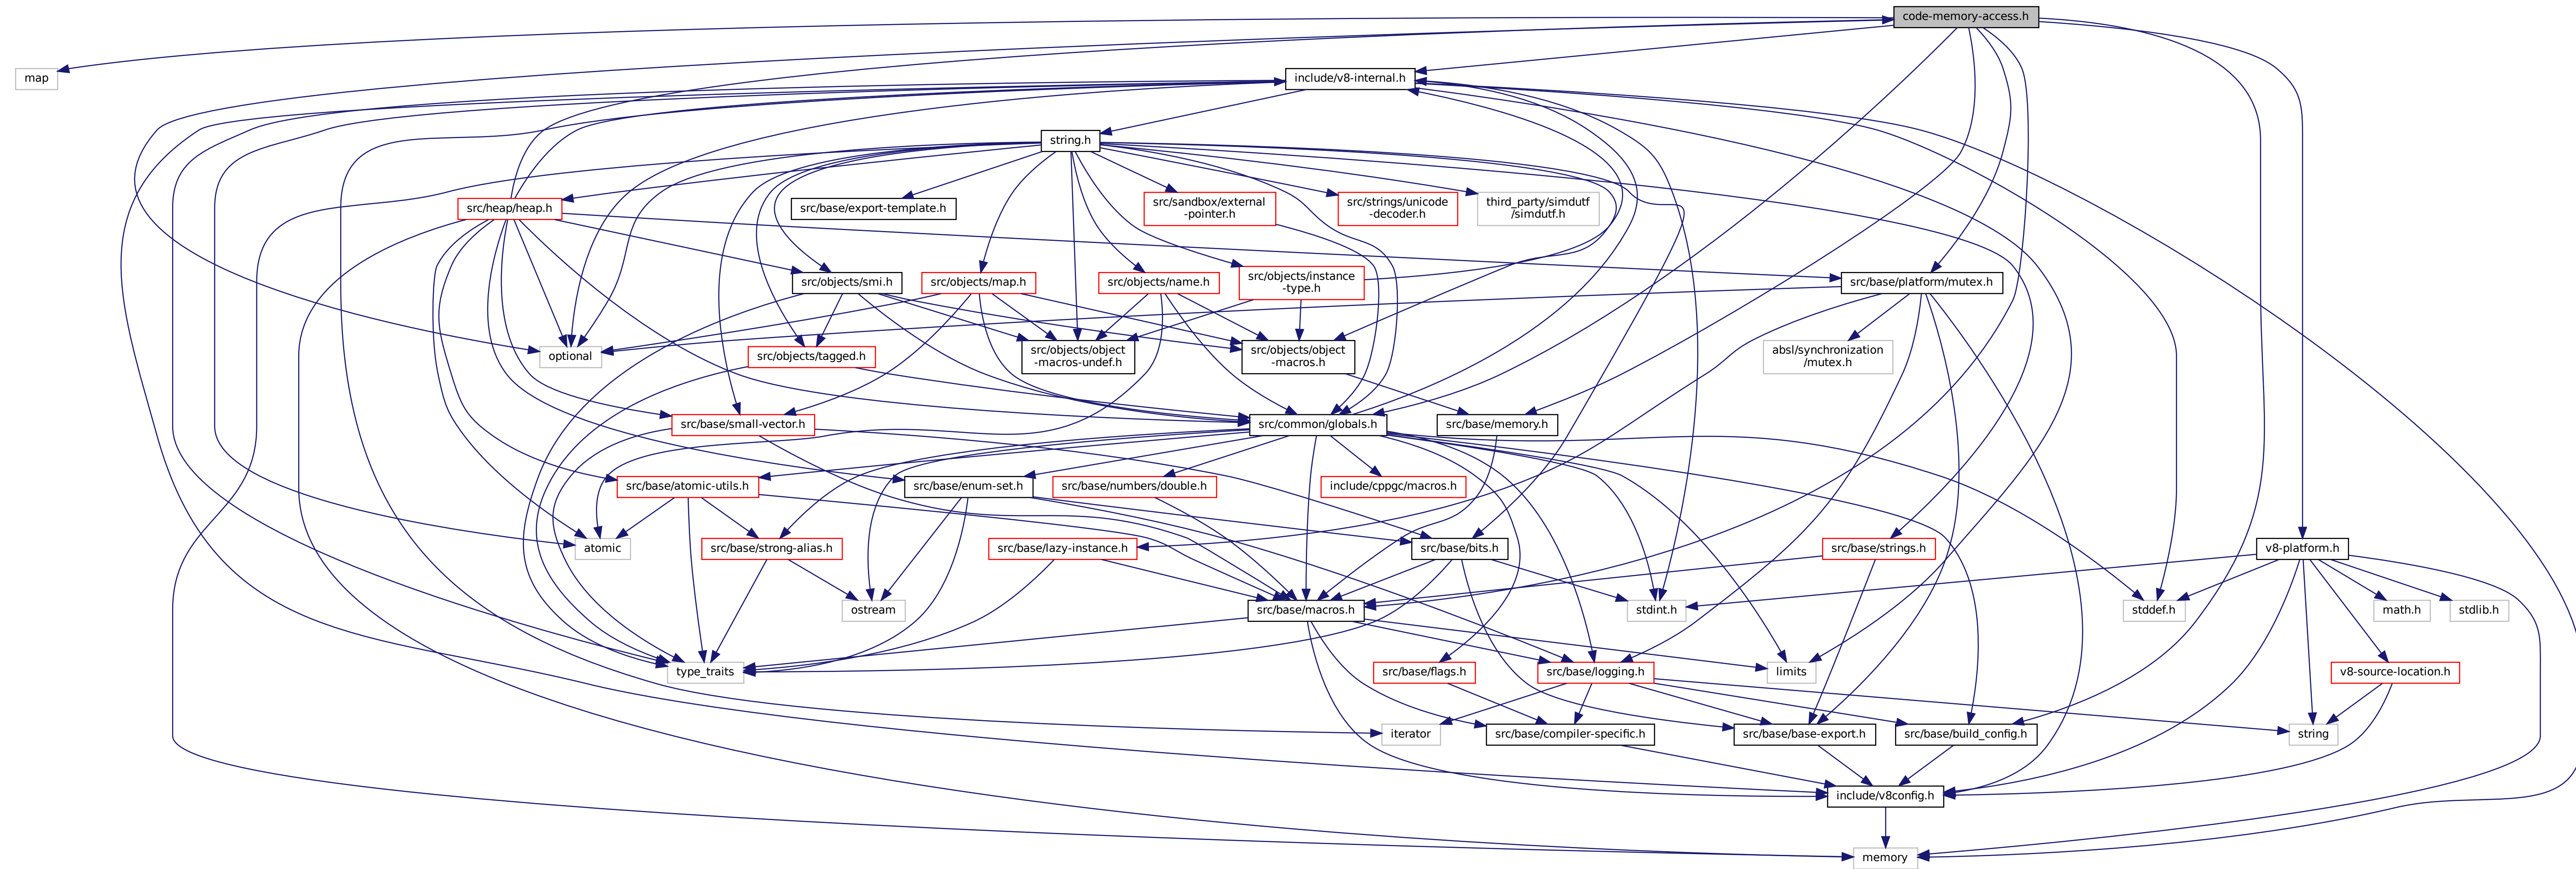 code-memory-access.h
map
include/v8-internal.h
string.h
src/heap/heap.h
src/base/export-template.h
src/sandbox/external
-pointer.h
src/strings/unicode
-decoder.h
third_party/simdutf
/simdutf.h
src/objects/smi.h
src/objects/map.h
src/objects/name.h
src/objects/instance
-type.h
src/base/platform/mutex.h
optional
src/objects/tagged.h
src/objects/object
-macros-undef.h
src/objects/object
-macros.h
absl/synchronization
/mutex.h
src/base/small-vector.h
src/common/globals.h
src/base/memory.h
src/base/atomic-utils.h
src/base/enum-set.h
src/base/numbers/double.h
include/cppgc/macros.h
atomic
src/base/strong-alias.h
src/base/lazy-instance.h
src/base/bits.h
src/base/strings.h
v8-platform.h
ostream
src/base/macros.h
stdint.h
stddef.h
math.h
stdlib.h
type_traits
src/base/flags.h
src/base/logging.h
limits
v8-source-location.h
iterator
src/base/compiler-specific.h
src/base/base-export.h
src/base/build_config.h
string
include/v8config.h
memory